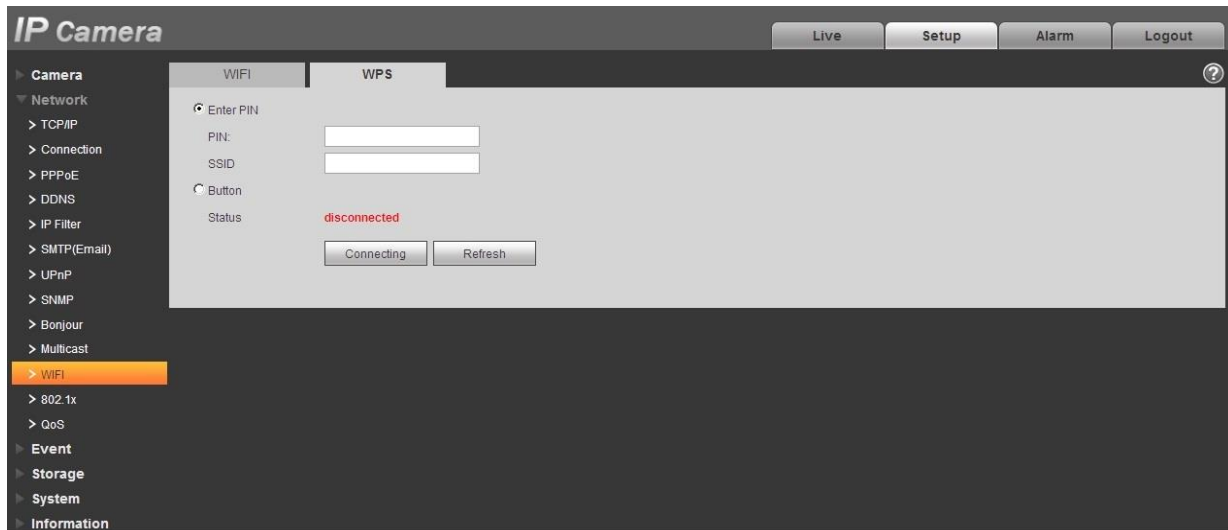 IP Camera
Live Setup Alarm Logout
Camera
Network
> TCP/IP
> Connection
> PPPoE
> DDNS
> IP Filter
> SMTP(Email)
> UPnP
> SNMP
> Bonjour
> Multicast
> WIFI
> 802.1x
> QoS
Event
Storage
System
Information
WIFI WPS
?
Enter PIN
PIN:
SSID
Button
Status disconnected
Connecting Refresh